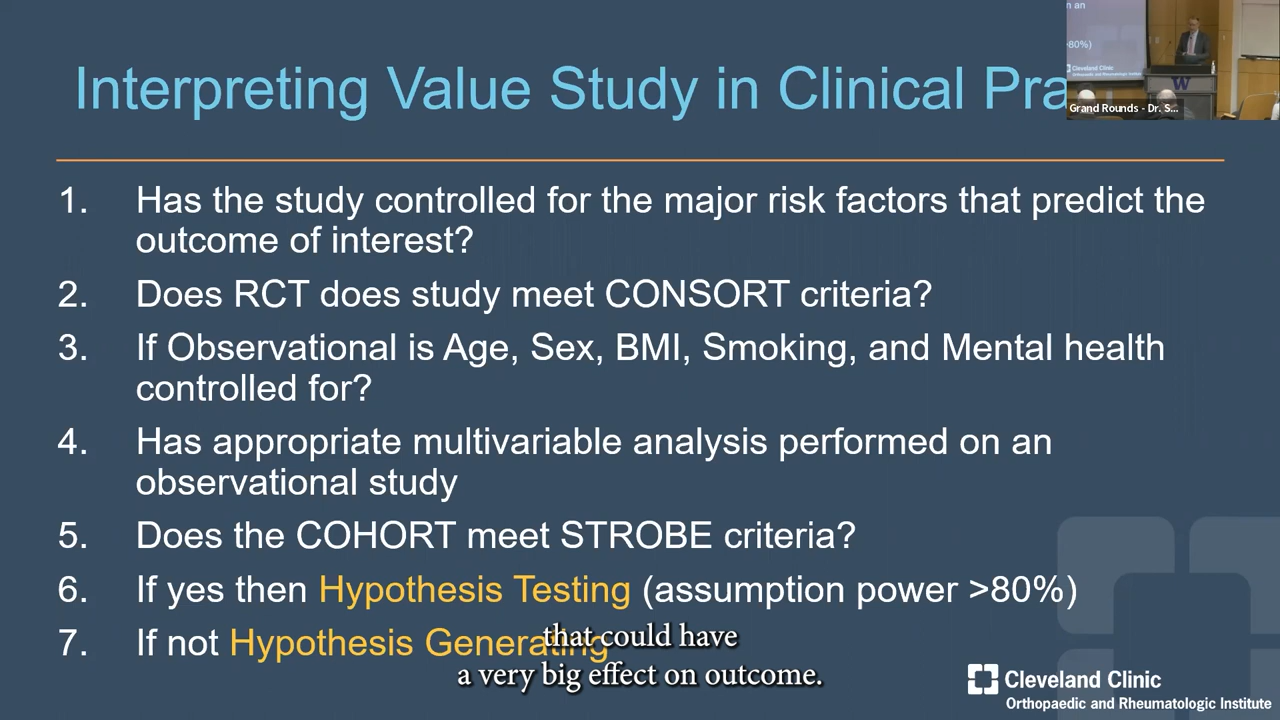 Interpreting Value Study in Clinical Pra
n an
>80%)
Cleveland Clinic
W
Grand Rounds - Dr. S...
1. Has the study controlled for the major risk factors that predict the
outcome of interest?
2. Does RCT does study meet CONSORT criteria?
3. If Observational is Age, Sex, BMI, Smoking, and Mental health
controlled for?
4. Has appropriate multivariable analysis performed on an
observational study
5. Does the COHORT meet STROBE criteria?
6. If yes then Hypothesis Testing (assumption power >80%)
7. If not Hypothesis Generating
that could have
a very big effect on outcome.
Cleveland Clinic
Orthopaedic and Rheumatologic Institute